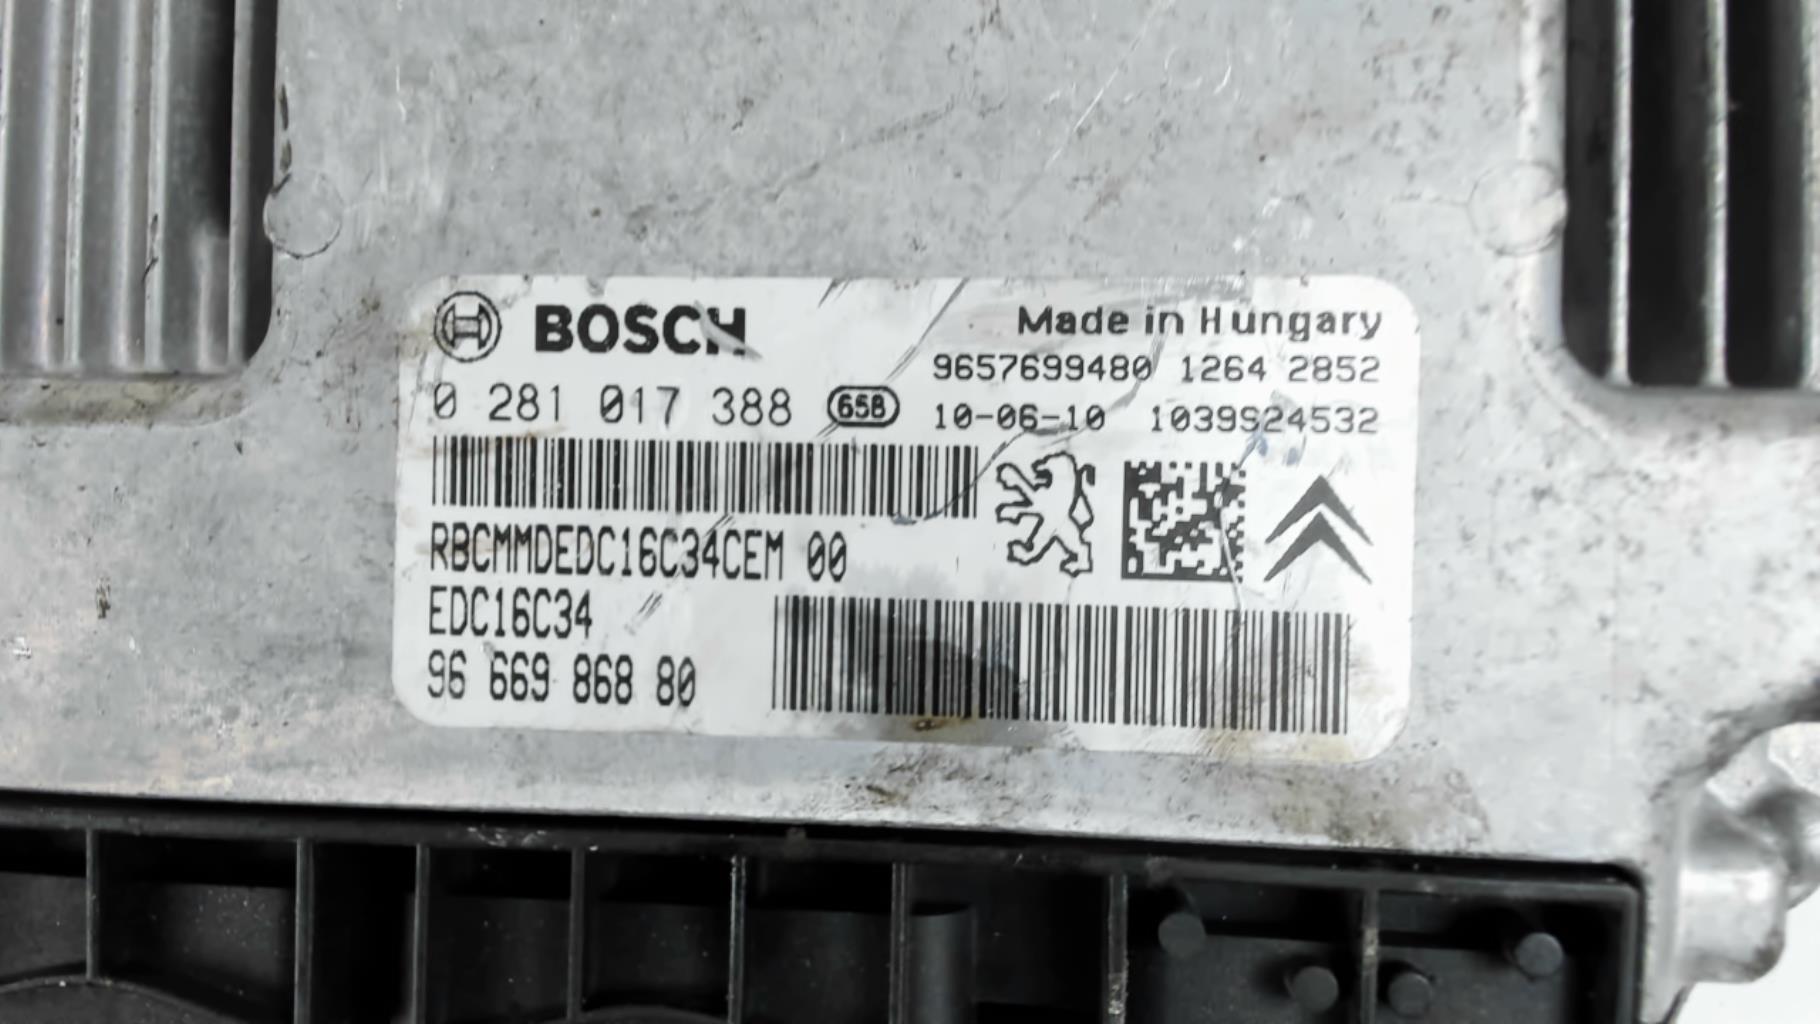 BOSCH
Made in Hungary
9657699480 1264 2852
0 281 017 388 65B
10-06-10 1039S24532
RBCMMDEDC16C34CEM 00
EDC16C34
96 669 868 80